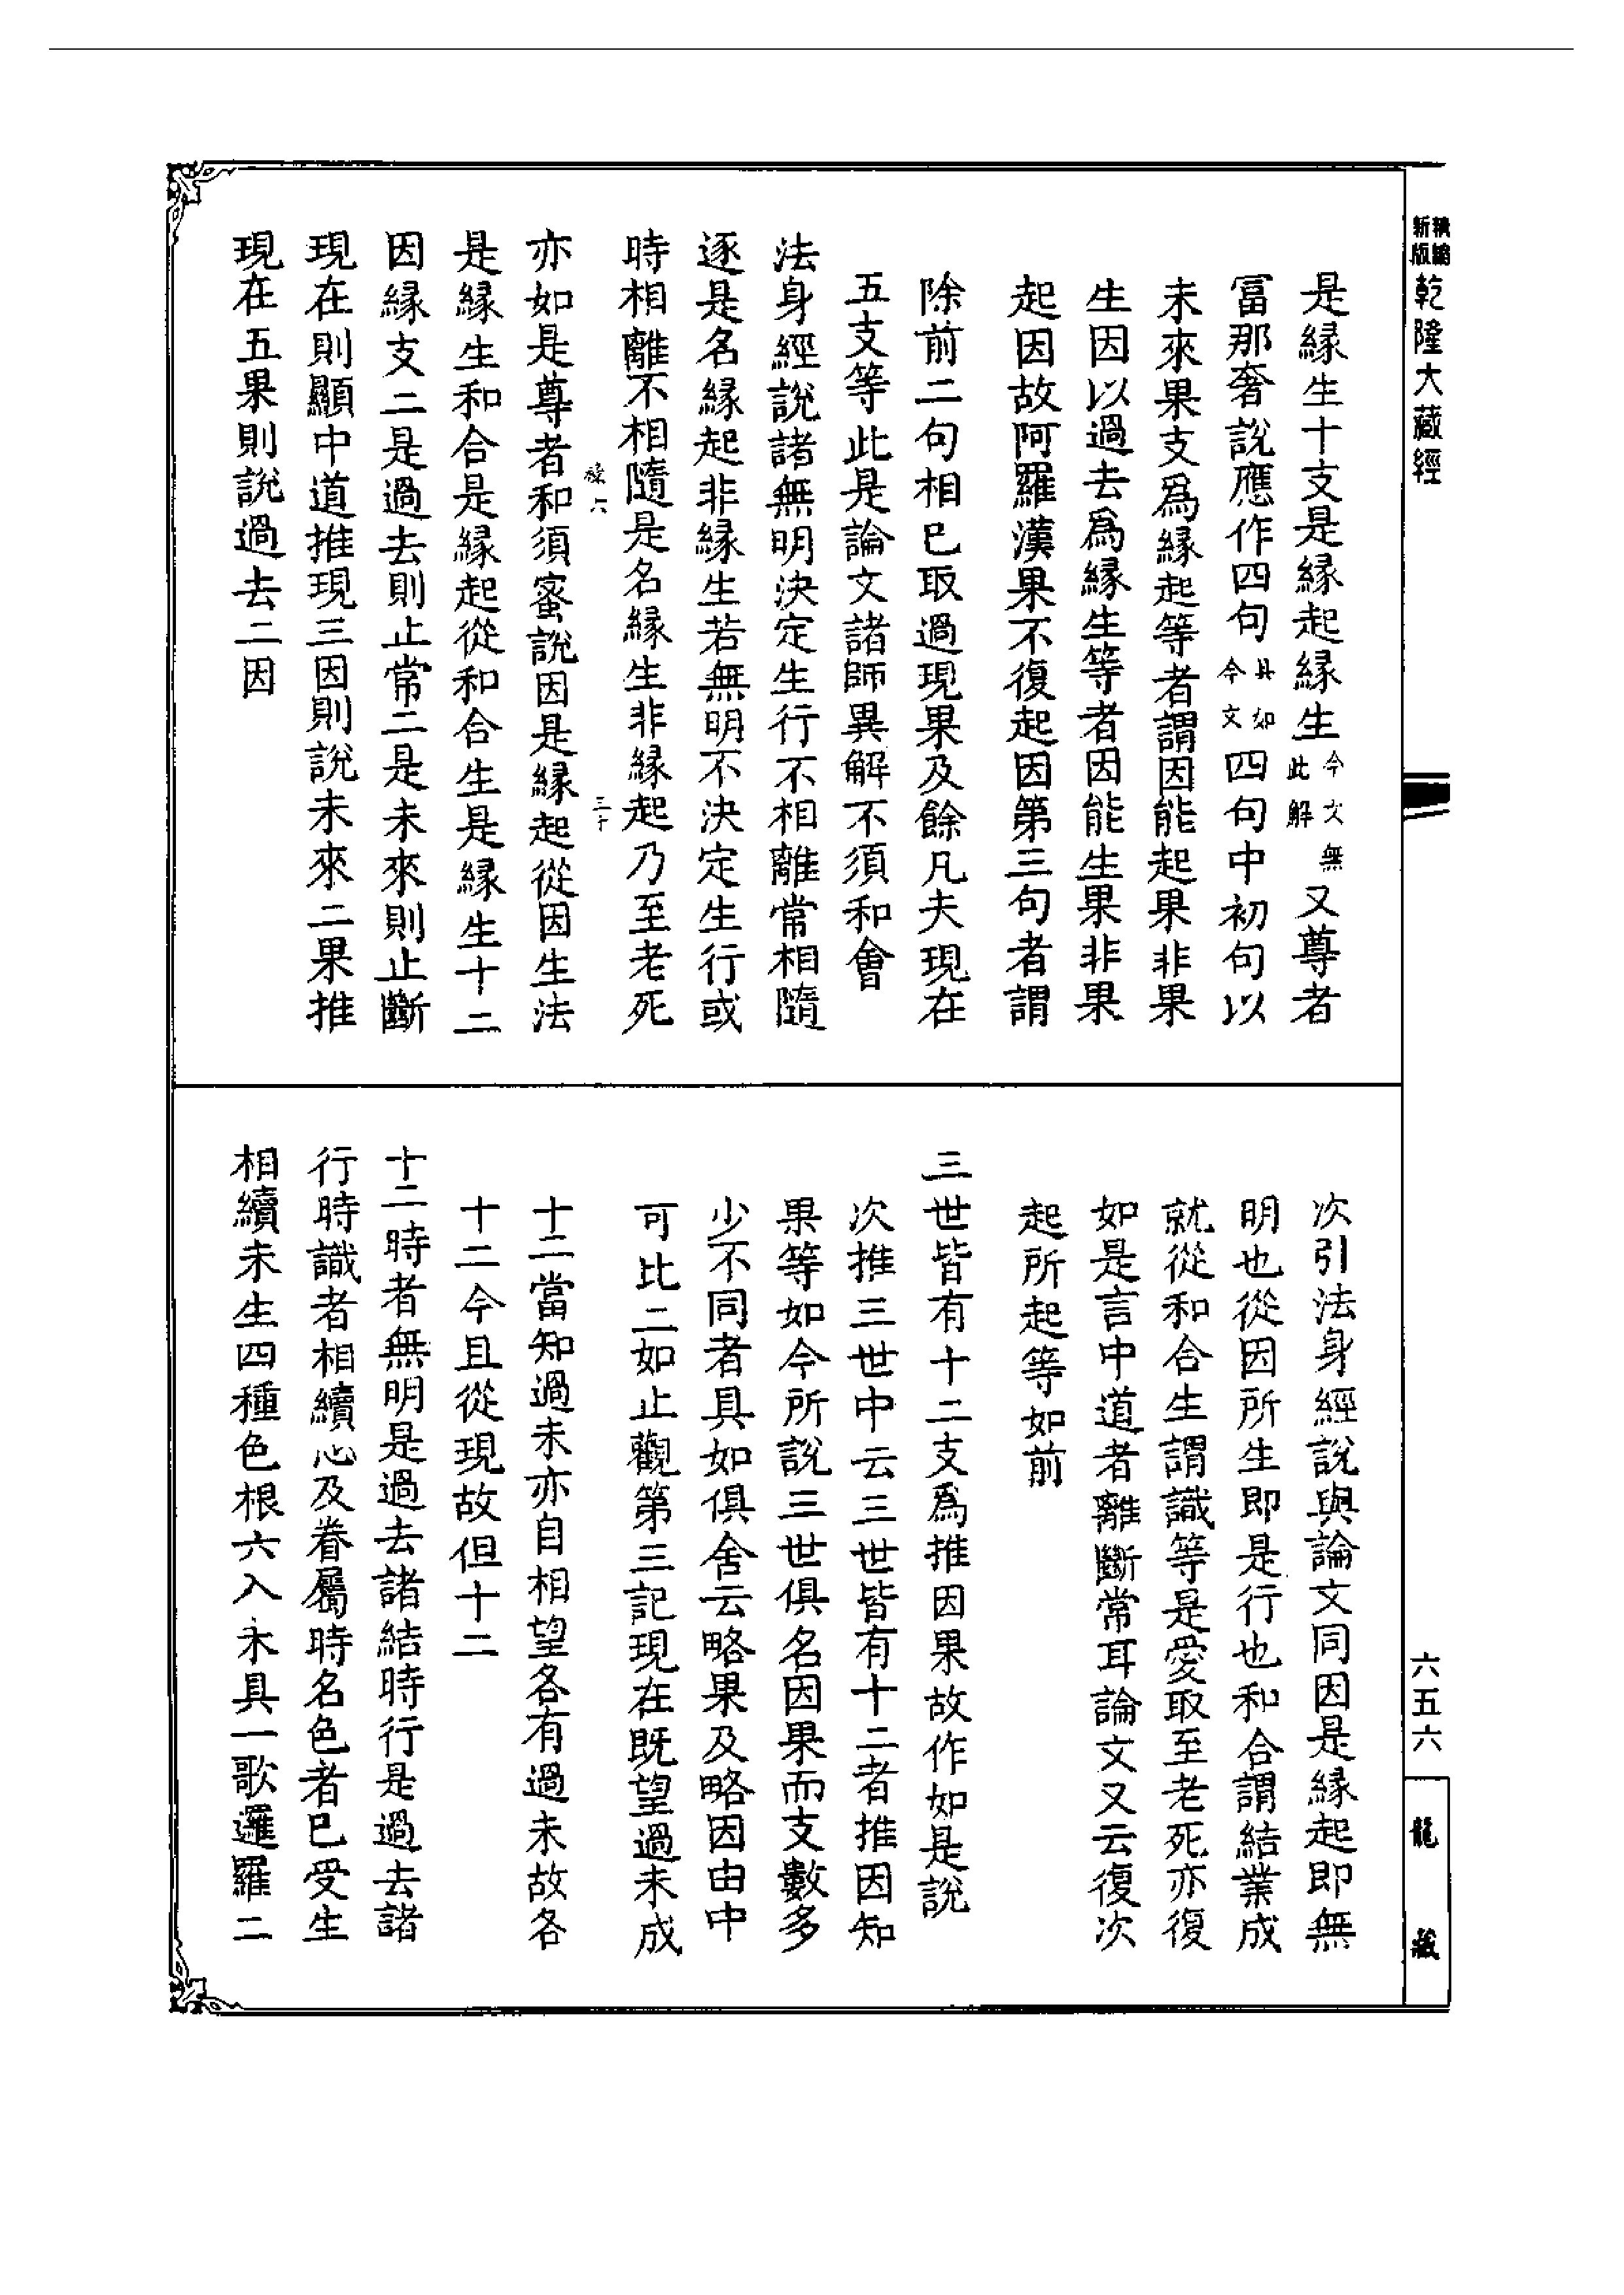 精編
新版
乾隆大藏經
是緣生十支是緣起緣生今文無此解又尊者
富那奢說應作四句具如今文四句中初句以
未來果支為緣起等者謂因能起果非果
生因以過去為緣生等者因能生果非果
起因故阿羅漢果不復起因第三句者謂
除前二句相已取過現果及餘凡夫現在
五支等此是論文諸師異解不須和會
法身經說諸無明決定生行不相離常相隨
逐是名緣起非緣生若無明不決定生行或
時相離不相隨是名緣生非緣起乃至老死
亦如是尊者和須蜜說因是緣起從因生法
是緣生和合是緣起從和合生是緣生十二
因緣支二是過去則止常二是未來則止斷
現在則顯中道推現三因則說未來二果推
現在五果則說過去二因
次引法身經說與論文同因是緣起即無
明也從因所生即是行也和合謂結業成
就從和合生謂識等是愛取至老死亦復
如是言中道者離斷常耳論文又云復次
起所起等如前
三世皆有十二支為推因果故作如是說
次推三世中云三世皆有十二者推因知
果等如今所說三世俱名因果而支數多
少不同者具如俱舍云略果及略因由中
可比二如止觀第三記現在既望過未成
十二當知過未亦自相望各有過未故各
十二今且從現故但十二
十二時者無明是過去諸結時行是過去諸
行時識者相續心及眷屬時名色者已受生
相續未生四種色根六入未具一歌邏羅二
六五六
龍藏
三十